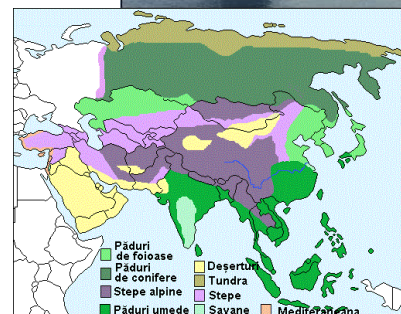 Păduri
de foioase
Păduri
de conifere
Stepe alpine
Păduri umede
Deșerturi
Tundra
Stepe
Savane
Mediteraneana